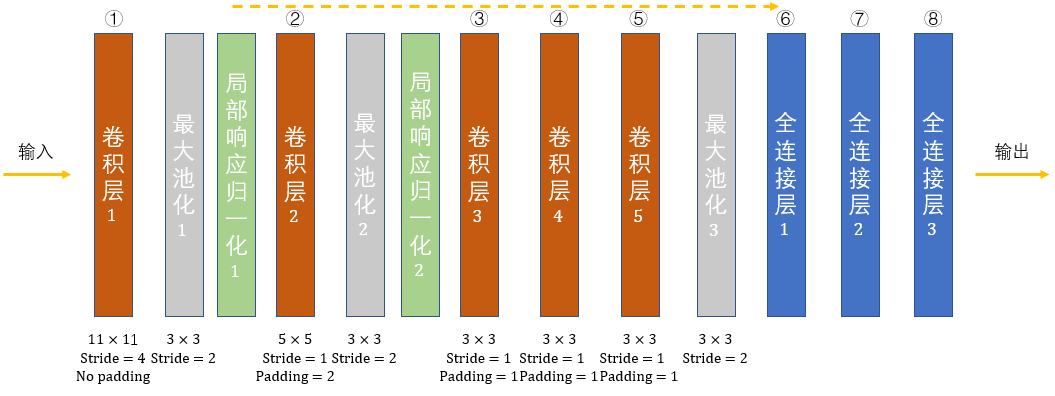 ① ② ③ ④ ⑤ ⑥ ⑦ ⑧
输入
卷积层1
最大池化1
局部响应归一化1
卷积层2
最大池化2
局部响应归一化2
卷积层3
卷积层4
卷积层5
最大池化3
全连接层1
全连接层2
全连接层3
输出
11 × 11
Stride = 4
No padding
3 × 3
Stride = 2
5 × 5
Stride = 1
Padding = 2
3 × 3
Stride = 2
3 × 3
Stride = 1
Padding = 1
3 × 3
Stride = 1
Padding = 1
3 × 3
Stride = 1
Padding = 1
3 × 3
Stride = 2